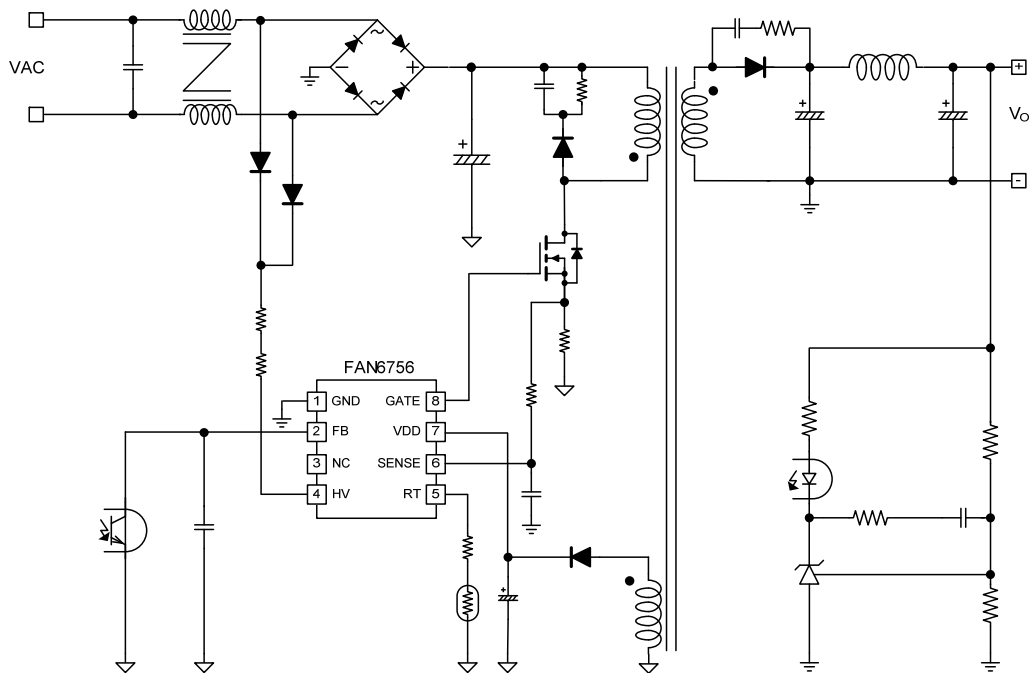 VAC
~
− +
~
+
+
+
+
VO
-
FAN6756
1 GND GATE 8
2 FB VDD 7
3 NC SENSE 6
4 HV RT 5
+